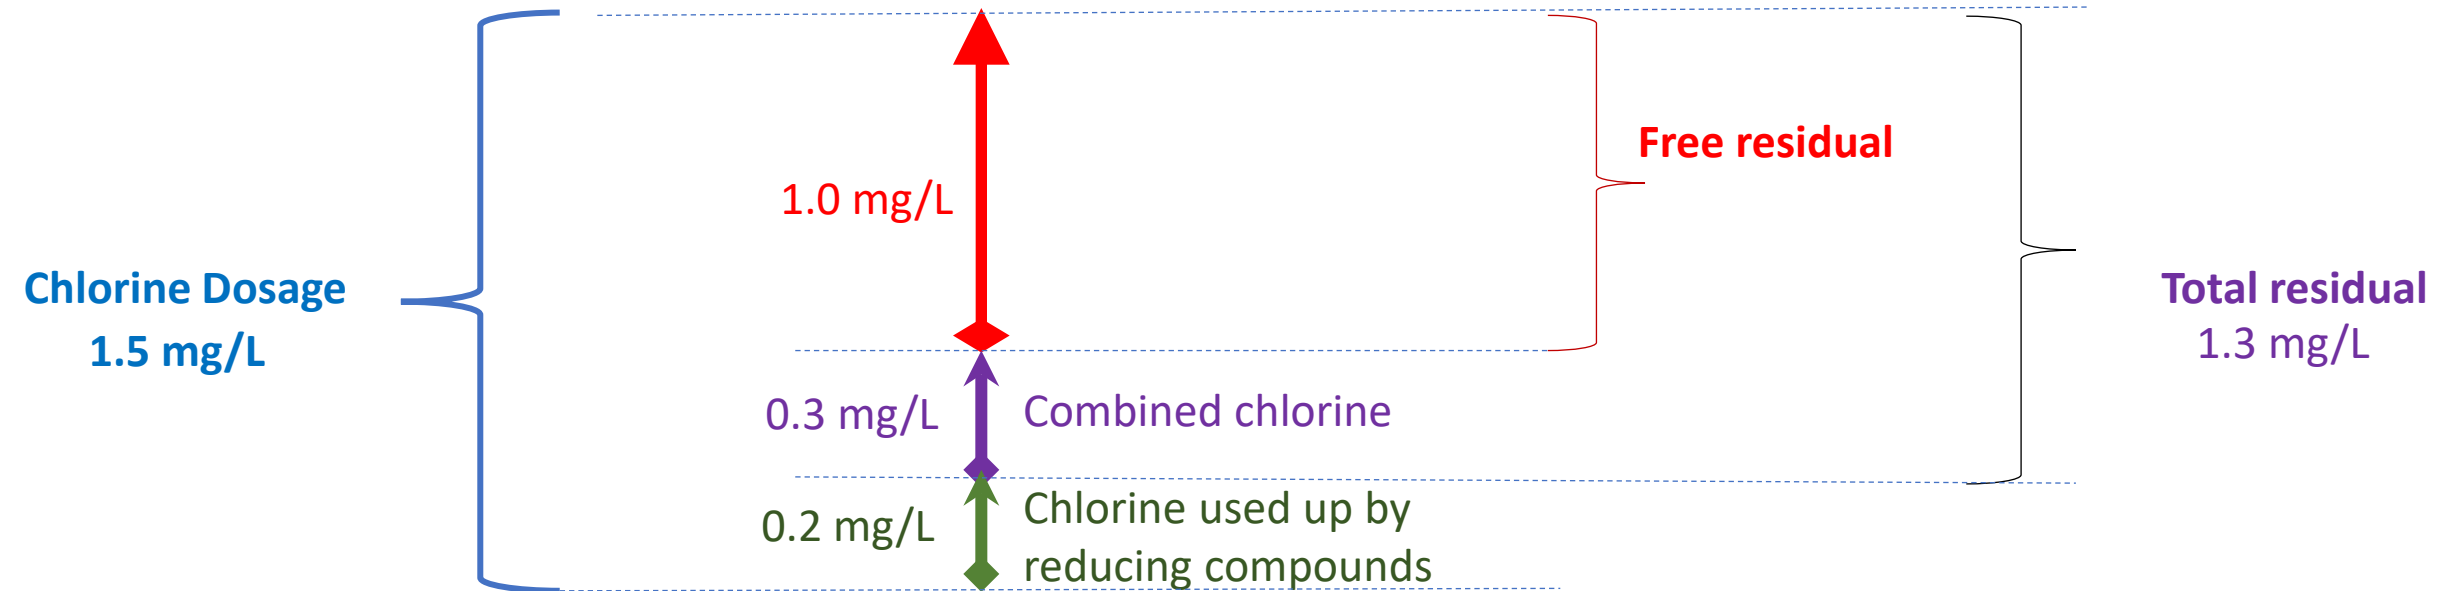 Free residual
1.0 mg/L
Chlorine Dosage
1.5 mg/L
Total residual
1.3 mg/L
0.3 mg/L
Combined chlorine
0.2 mg/L
Chlorine used up by
reducing compounds